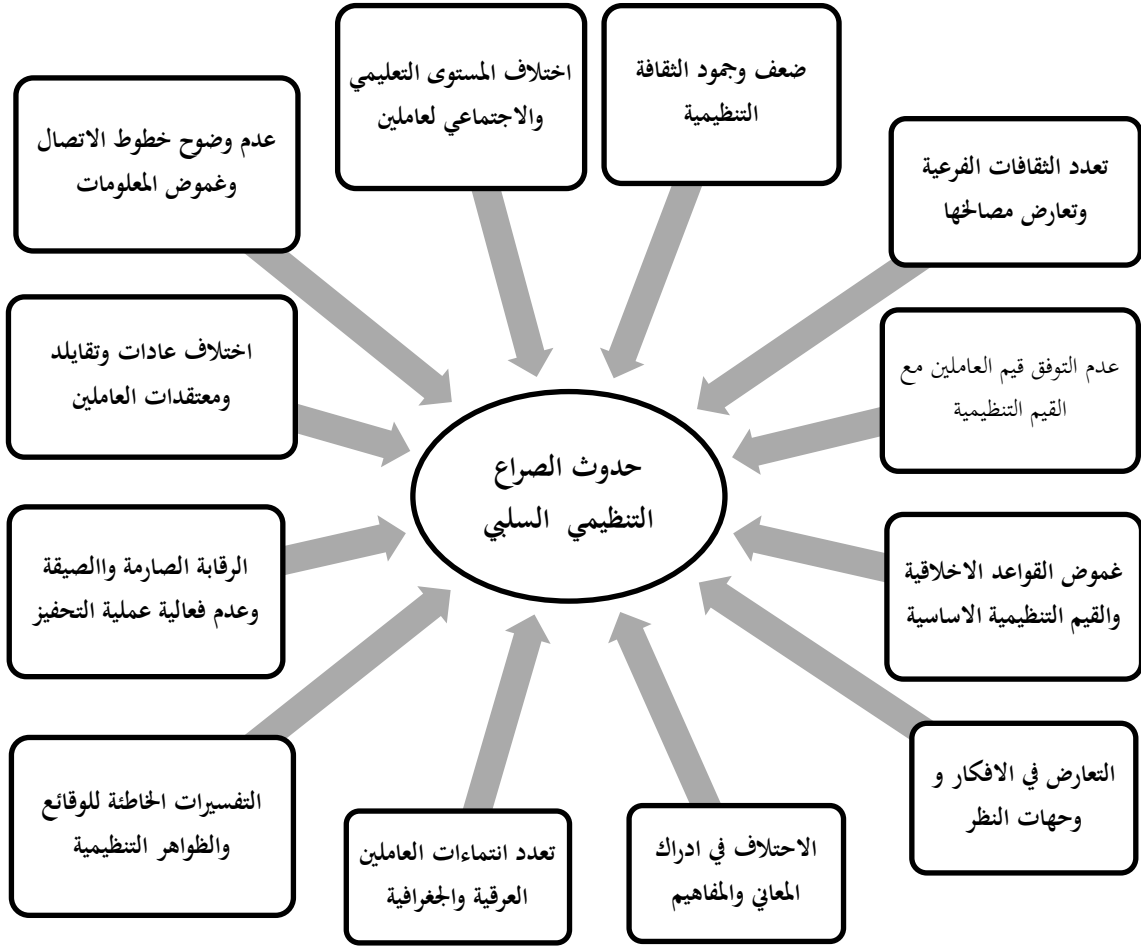 ضعف وجمود الثقافة
التنظيمية
اختلاف المستوى التعليمي
والاجتماعي لعاملين
تعدد الثقافات الفرعية
وتعارض مصالخها
عدم وضوح خطوط الاتصال
وغموض المعلومات
عدم التوفق قيم العاملين مع
القيم التنظيمية
اختلاف عادات وتقايلد
ومعتقدات العاملين
حدوث الصراع
التنظيمي السلبي
غموض القواعد الاخلاقية
والقيم التنظيمية الاساسية
الرقابة الصارمة واالصيقة
وعدم فعالية عملية التحفيز
التعارض في الافكار و
وحهات النظر
التفسيرات الخاطئة للوقائع
والظواهر التنظيمية
الاحتلاف في ادراك
المعاني والمفاهيم
تعدد انتماءات العاملين
العرقية والجغرافية